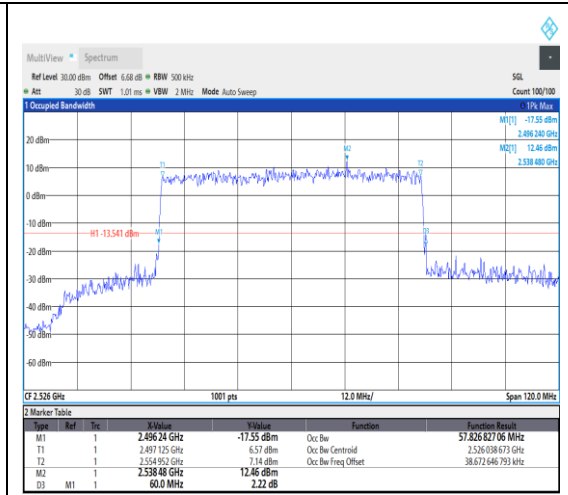 MultiView Spectrum
Ref Level 30.00 dBm Offset 6.68 dB RBW 500 kHz SGL
Att 30 dB SWT 1.01 ms VBW 2 MHz Mode Auto Sweep Count 100/100
1 Occupied Bandwidth 1Pk Max
M1[1] -17.55 dBm
2.496 240 GHz
M2[1] 12.46 dBm
2.538 480 GHz
20 dBm
M2
T1
T2
10 dBm
0 dBm
-10 dBm
H1 -13.541 dBm
M1
D3
-20 dBm
-30 dBm
-40 dBm
-50 dBm
-60 dBm
CF 2.526 GHz 1001 pts 12.0 MHz/ Span 120.0 MHz
2 Marker Table
Type Ref Trc X-Value Y-Value Function Function Result
M1 1 2.496 24 GHz -17.55 dBm Occ Bw 57.826 827 06 MHz
T1 1 2.497 125 GHz 6.57 dBm Occ Bw Centroid 2.526 038 673 GHz
T2 1 2.554 952 GHz 7.14 dBm Occ Bw Freq Offset 38.672 646 793 kHz
M2 1 2.538 48 GHz 12.46 dBm
D3 M1 1 60.0 MHz 2.22 dB